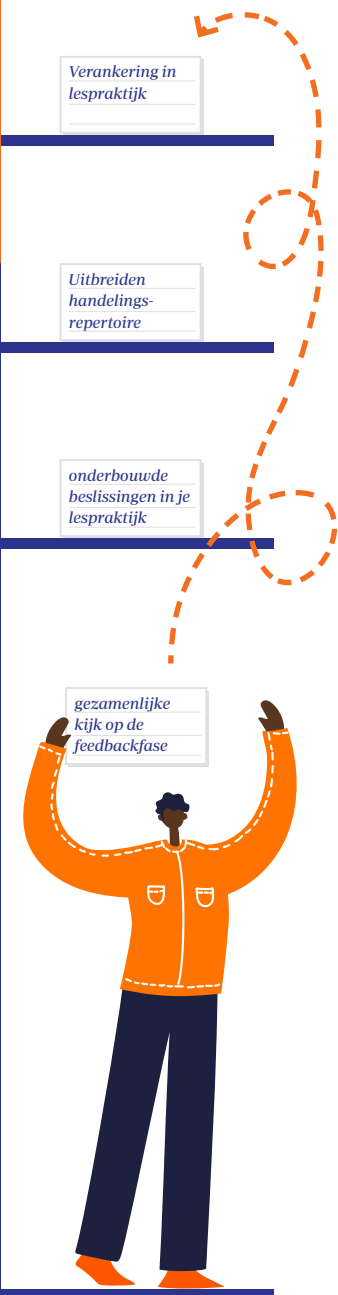 Verankering in
lespraktijk
Uitbreiden
handelings-
repertoire
onderbouwde
beslissingen in je
lespraktijk
gezamenlijke
kijk op de
feedbackfase